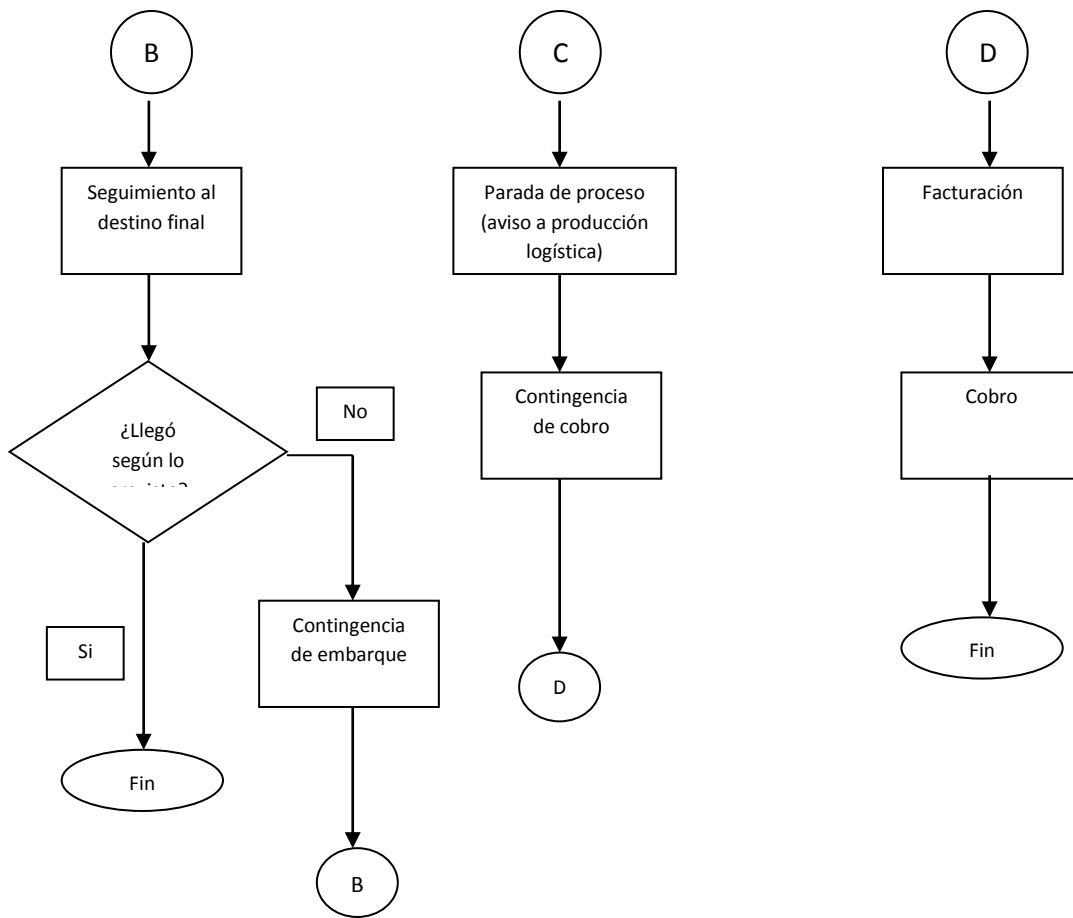 B
Seguimiento al
destino final
¿Llegó
según lo
No
Si
Contingencia
de embarque
Fin
B
C
Parada de proceso
(aviso a producción
logística)
Contingencia
de cobro
D
D
Facturación
Cobro
Fin